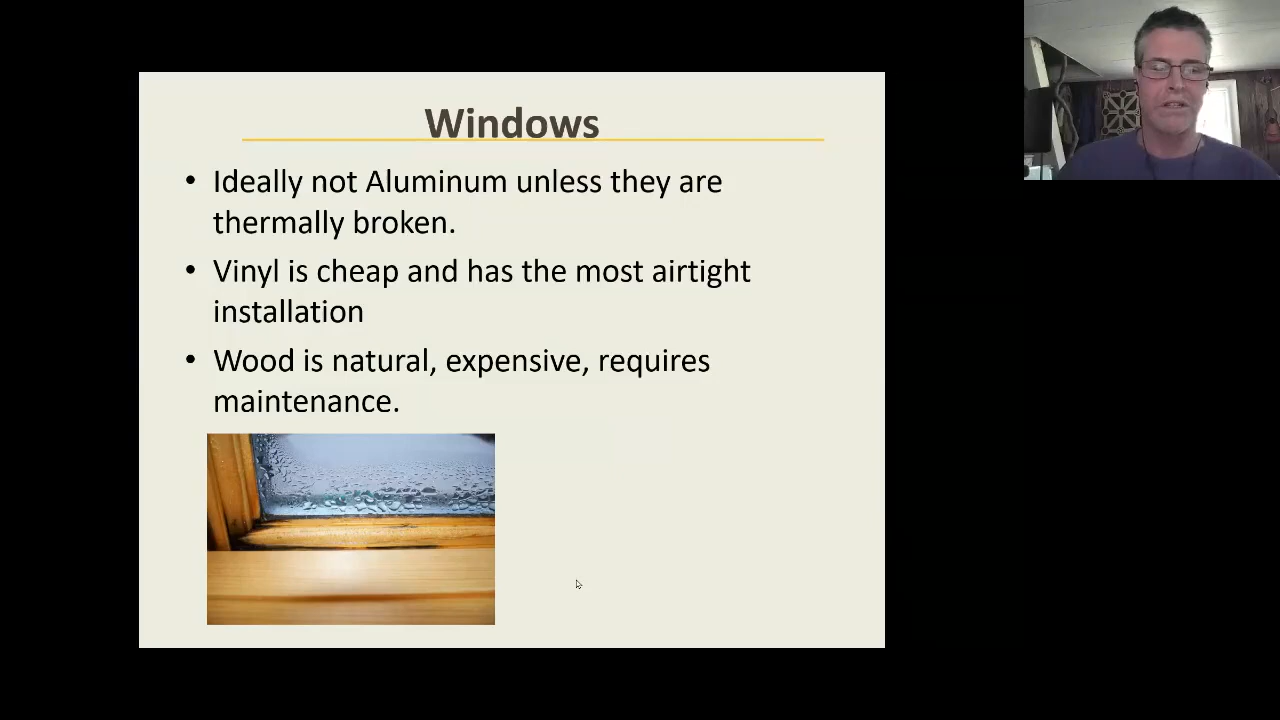 Windows
• Ideally not Aluminum unless they are
thermally broken.
• Vinyl is cheap and has the most airtight
installation
• Wood is natural, expensive, requires
maintenance.